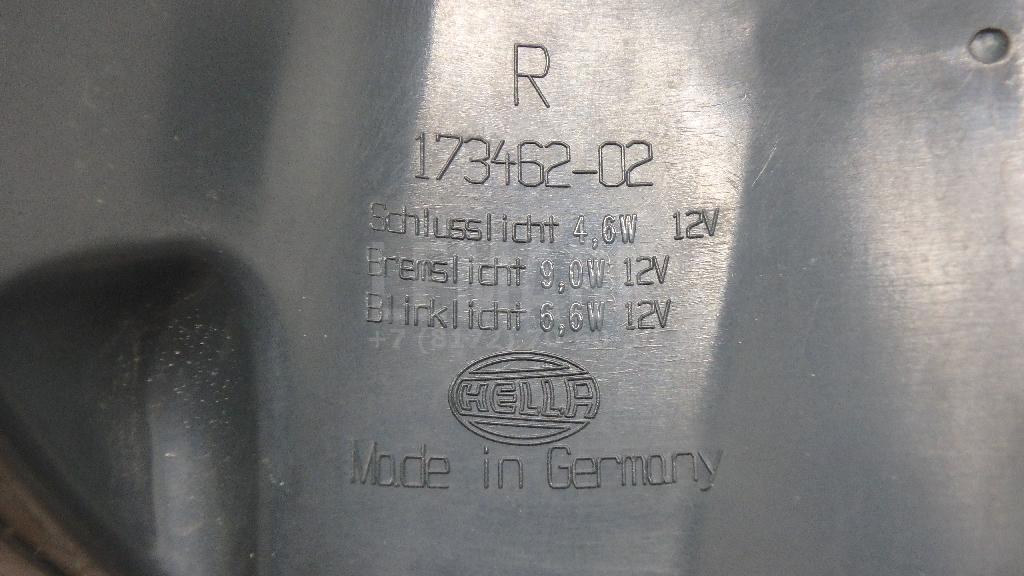 R
173462-02
Schlusslicht 4,6W 12V
Bremslicht 9,0W 12V
Blinklicht 6,6W 12V
HELLA
Made in Germany